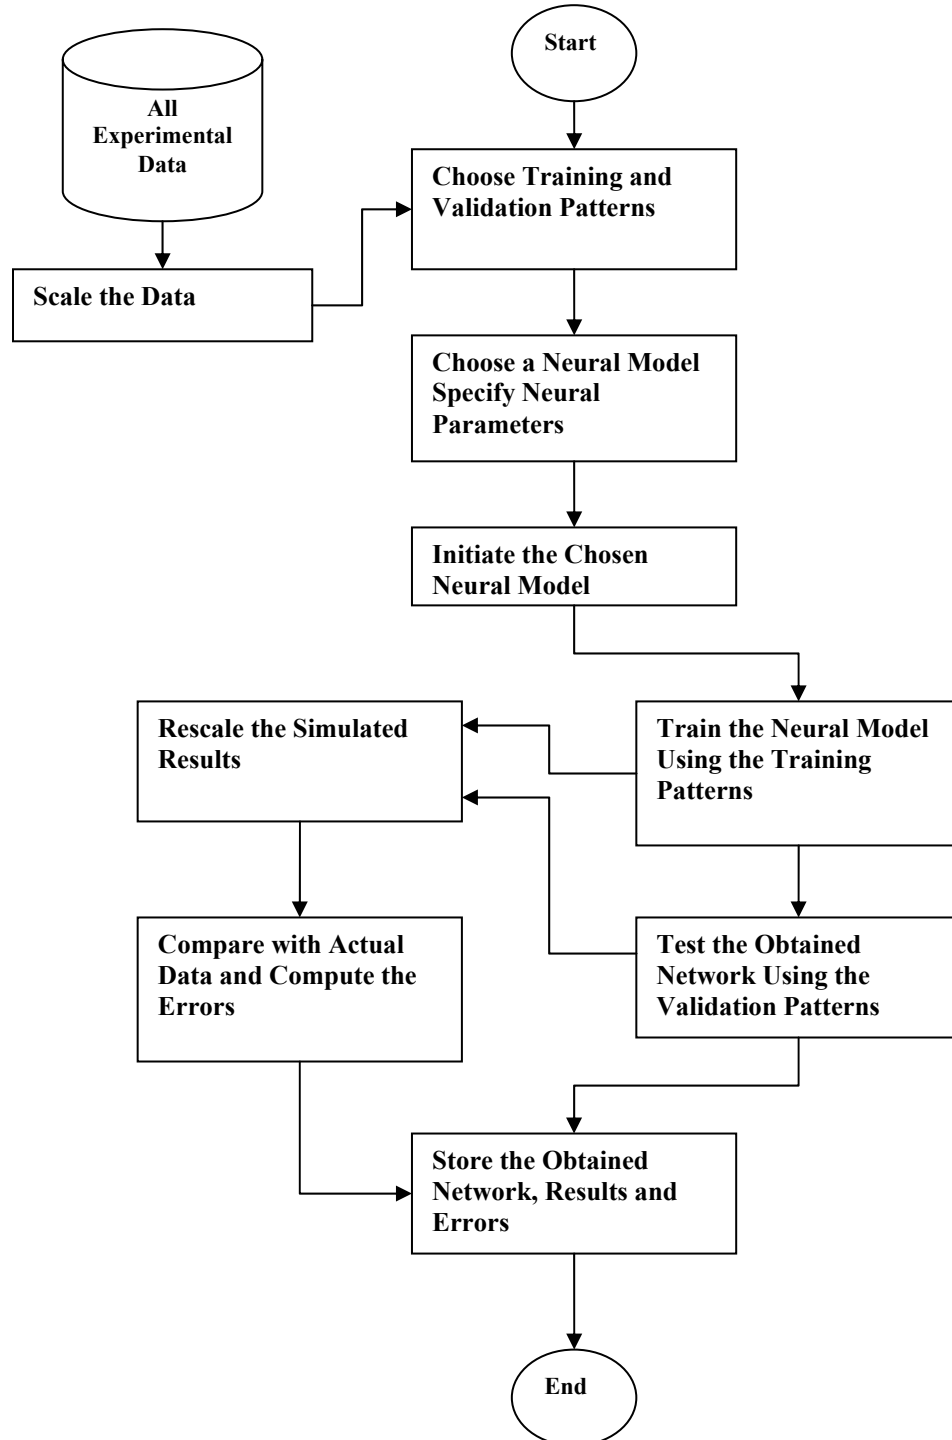 Start
All
Experimental
Data
Choose Training and
Validation Patterns
Scale the Data
Choose a Neural Model
Specify Neural
Parameters
Initiate the Chosen
Neural Model
Rescale the Simulated
Results
Train the Neural Model
Using the Training
Patterns
Compare with Actual
Data and Compute the
Errors
Test the Obtained
Network Using the
Validation Patterns
Store the Obtained
Network, Results and
Errors
End